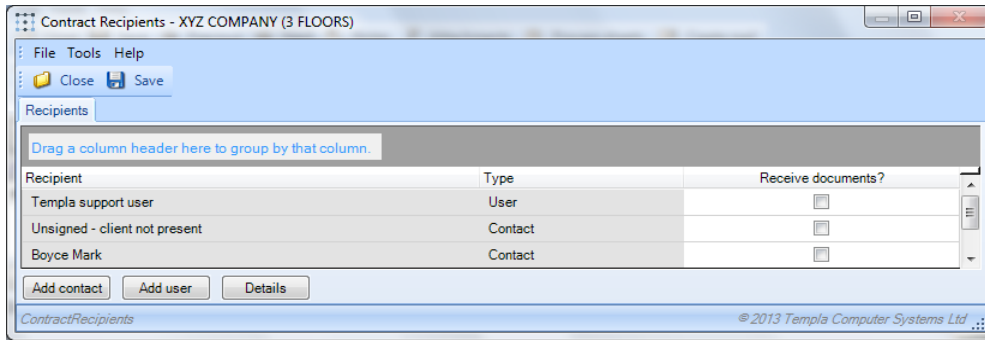 Contract Recipients - XYZ COMPANY (3 FLOORS)
File Tools Help
Close Save
Recipients
Drag a column header here to group by that column.
Recipient Type Receive documents?
Templa support user User
Unsigned - client not present Contact
Boyce Mark Contact
Add contact Add user Details
ContractRecipients © 2013 Templa Computer Systems Ltd